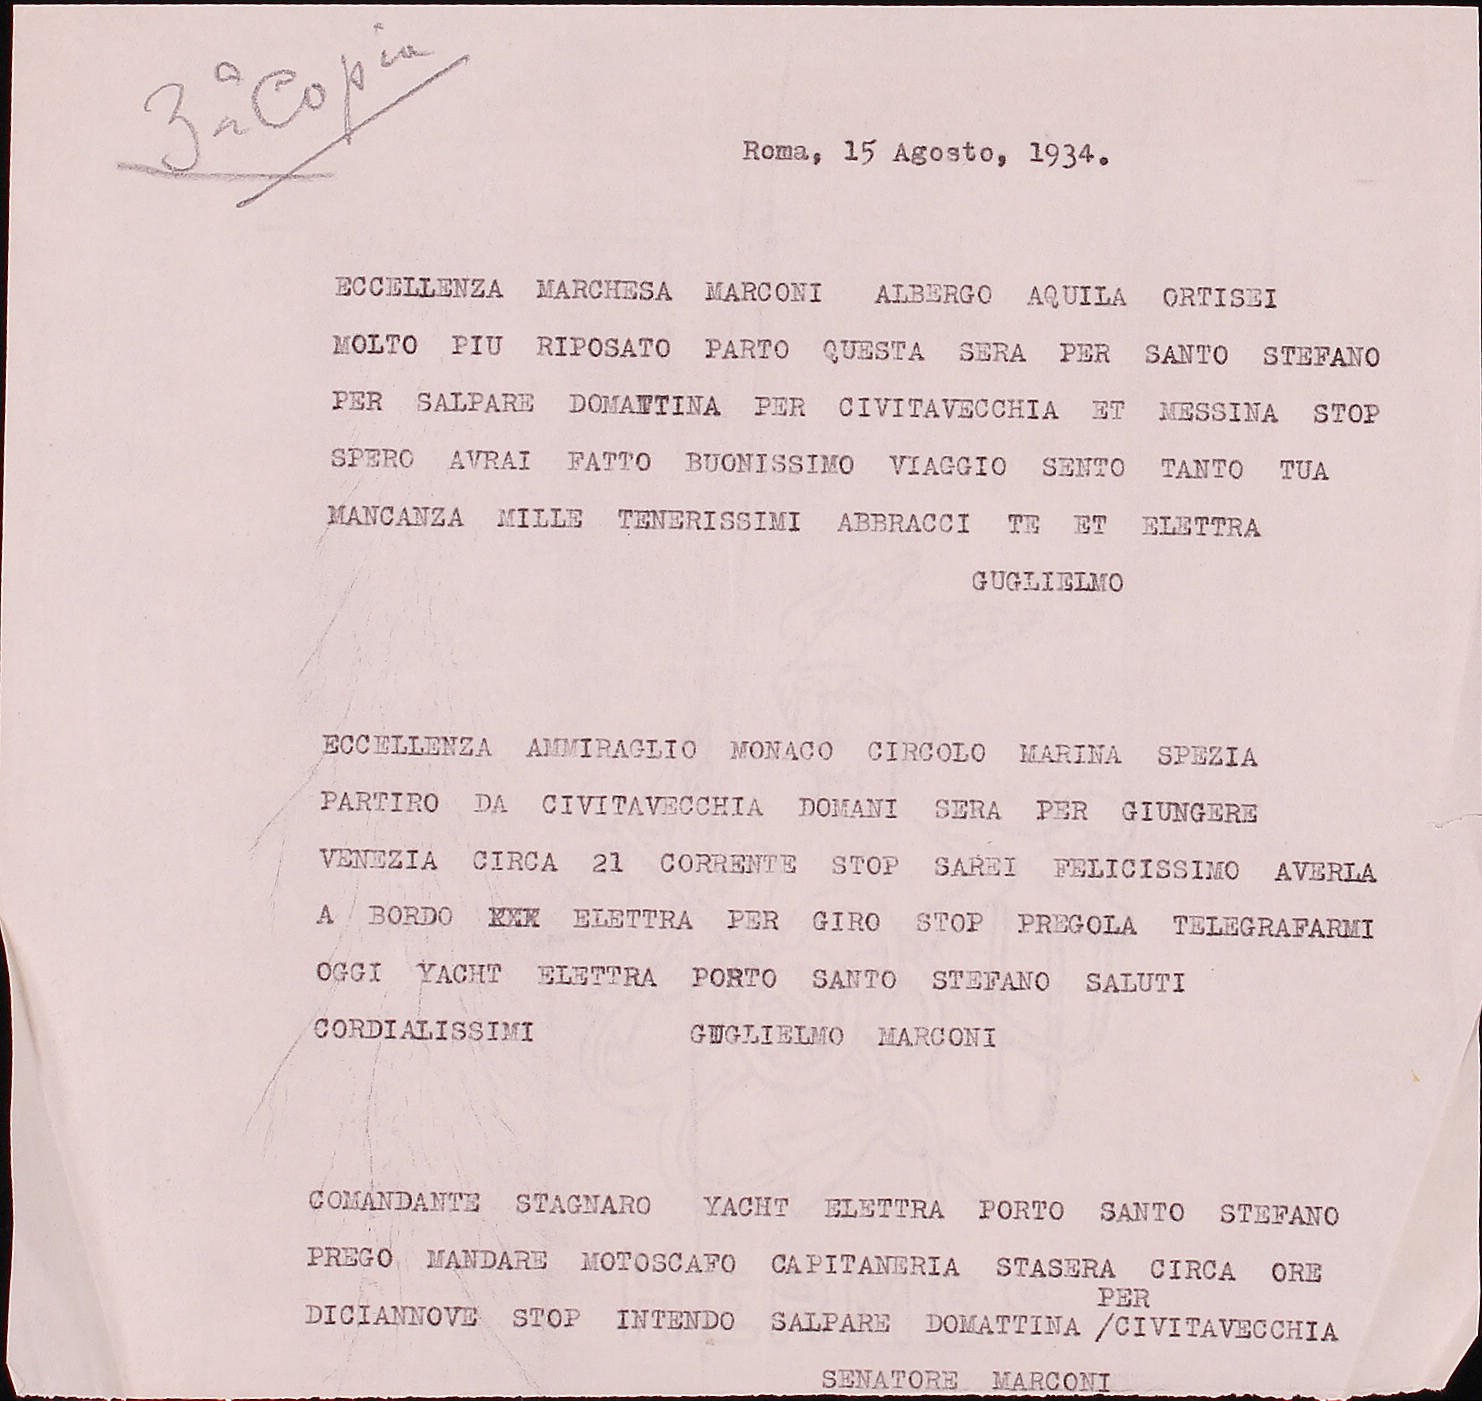 3ª Copia
Roma, 15 Agosto, 1934.
ECCELLENZA MARCHESA MARCONI ALBERGO AQUILA ORTISEI
MOLTO PIU RIPOSATO PARTO QUESTA SERA PER SANTO STEFANO
PER SALPARE DOMATTINA PER CIVITAVECCHIA ET MESSINA STOP
SPERO AVRAI FATTO BUONISSIMO VIAGGIO SENTO TANTO TUA
MANCANZA MILLE TENERISSIMI ABBRACCI TE ET ELETTRA
GUGLIELMO
ECCELLENZA AMMIRAGLIO MONACO CIRCOLO MARINA SPEZIA
PARTIRO DA CIVITAVECCHIA DOMANI SERA PER GIUNGERE
VENEZIA CIRCA 21 CORRENTE STOP SAREI FELICISSIMO AVERLA
A BORDO ELETTRA PER GIRO STOP PREGOLA TELEGRAFARMI
OGGI YACHT ELETTRA PORTO SANTO STEFANO SALUTI
CORDIALISSIMI GUGLIELMO MARCONI
COMANDANTE STAGNARO YACHT ELETTRA PORTO SANTO STEFANO
PREGO MANDARE MOTOSCAFO CAPITANERIA STASERA CIRCA ORE
PER
DICIANNOVE STOP INTENDO SALPARE DOMATTINA /CIVITAVECCHIA
SENATORE MARCONI